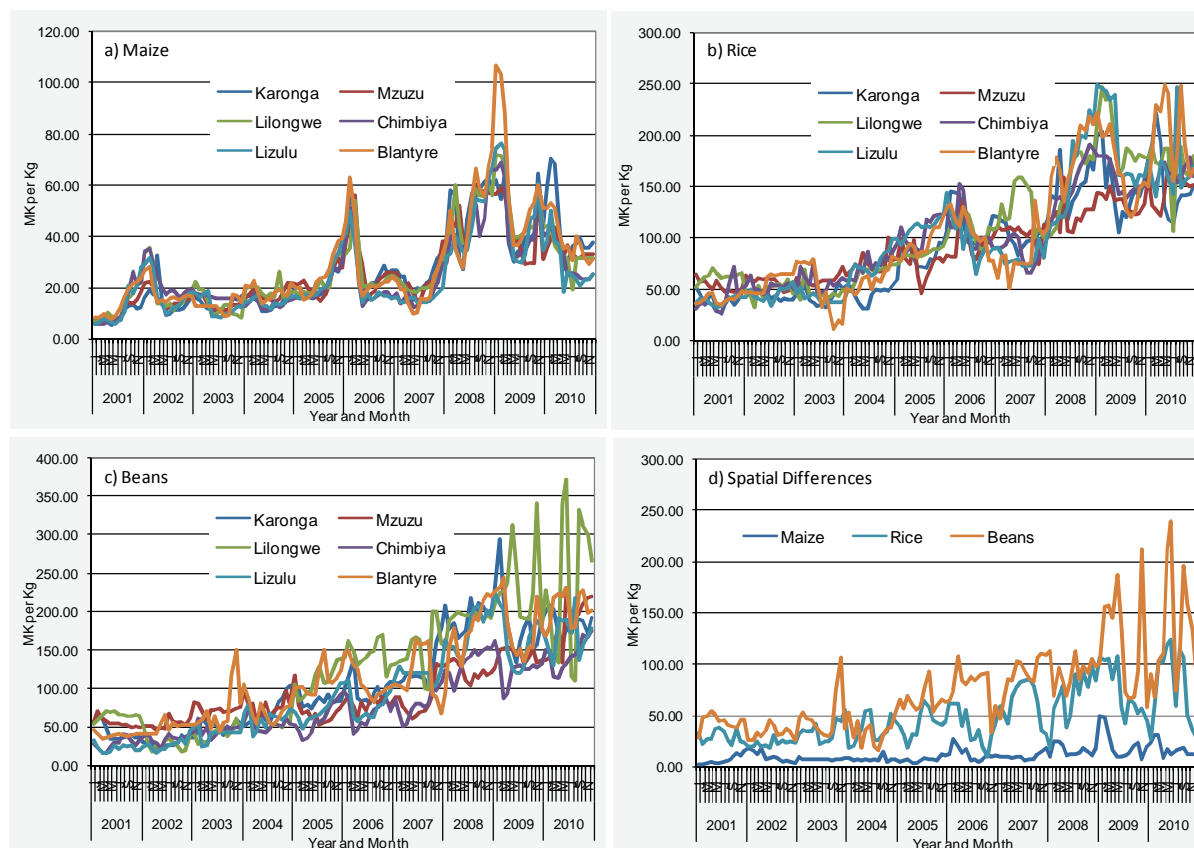 a) Maize
120.00
100.00
80.00
60.00
40.00
20.00
0.00
MK per Kg
Karonga Mzuzu
Lilongwe Chimbiya
Lizulu Blantyre
2001 2002 2003 2004 2005 2006 2007 2008 2009 2010
Year and Month
b) Rice
300.00
250.00
200.00
150.00
100.00
50.00
0.00
MK per Kg
Karonga Mzuzu
Lilongwe Chimbiya
Lizulu Blantyre
2001 2002 2003 2004 2005 2006 2007 2008 2009 2010
Year and Month
c) Beans
400.00
350.00
300.00
250.00
200.00
150.00
100.00
50.00
0.00
MK per Kg
Karonga Mzuzu
Lilongwe Chimbiya
Lizulu Blantyre
2001 2002 2003 2004 2005 2006 2007 2008 2009 2010
Year and Month
d) Spatial Differences
300.00
250.00
200.00
150.00
100.00
50.00
0.00
MK per Kg
Maize Rice Beans
2001 2002 2003 2004 2005 2006 2007 2008 2009 2010
Year and Month